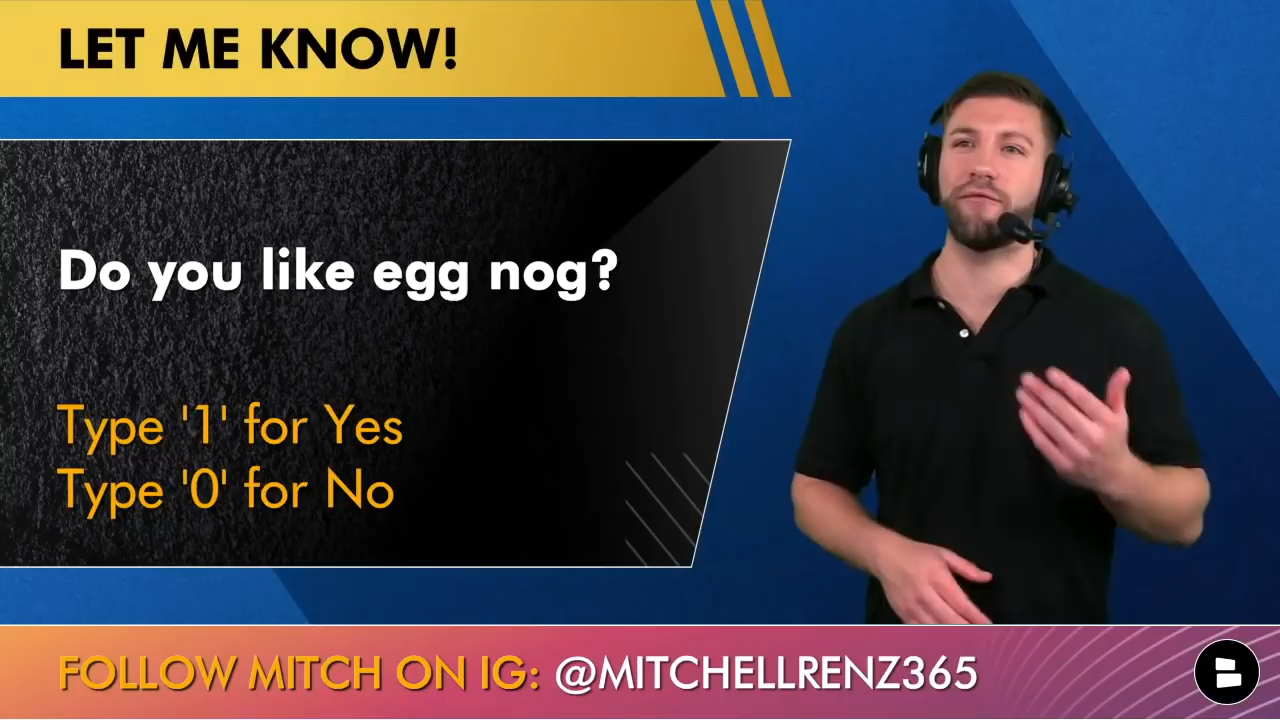 LET ME KNOW!
Do you like egg nog?
Type '1' for Yes
Type '0' for No
FOLLOW MITCH ON IG: @MITCHELLRENZ365